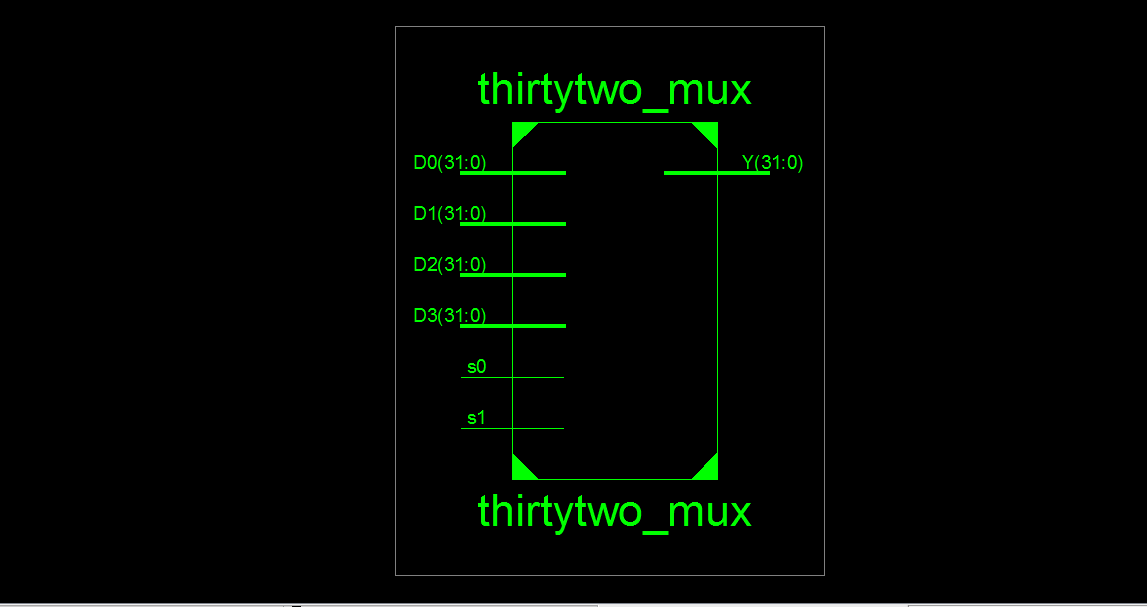 thirtytwo_mux
D0(31:0)
Y(31:0)
D1(31:0)
D2(31:0)
D3(31:0)
s0
s1
thirtytwo_mux